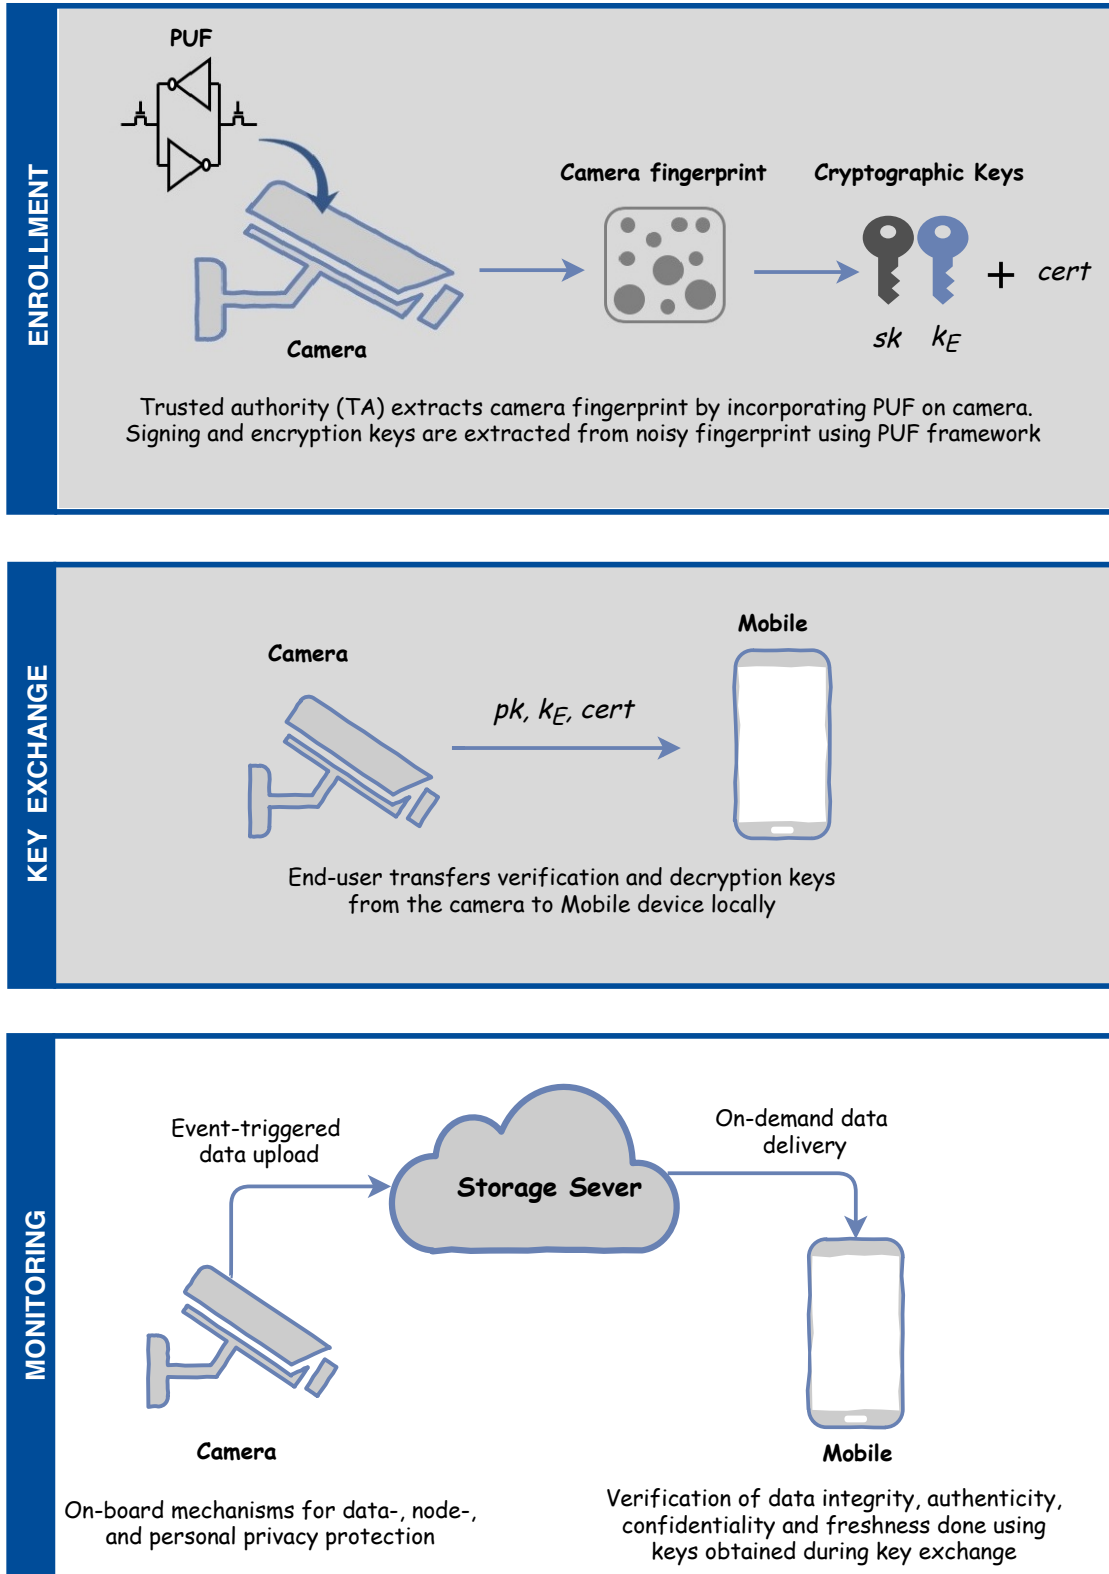 ENROLLMENT
PUF
Camera fingerprint
Cryptographic Keys
+ cert
sk
k_E
Camera
Trusted authority (TA) extracts camera fingerprint by incorporating PUF on camera.
Signing and encryption keys are extracted from noisy fingerprint using PUF framework
KEY EXCHANGE
Mobile
Camera
pk, k_E, cert
End-user transfers verification and decryption keys
from the camera to Mobile device locally
MONITORING
Event-triggered
data upload
Storage Sever
On-demand data
delivery
Camera
On-board mechanisms for data-, node-,
and personal privacy protection
Mobile
Verification of data integrity, authenticity,
confidentiality and freshness done using
keys obtained during key exchange